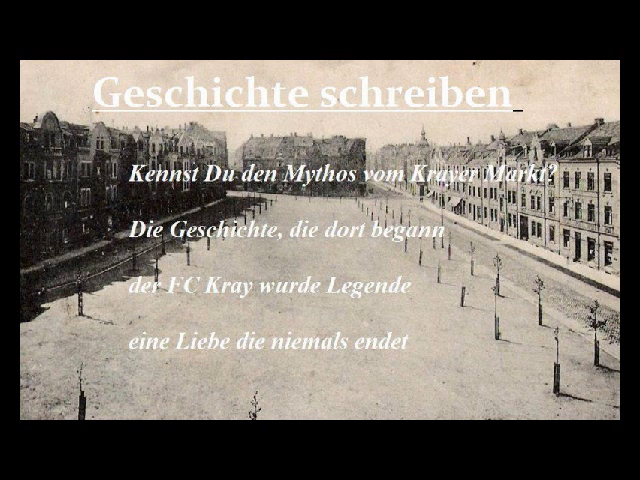 Geschichte schreiben
Kennst Du den Mythos vom Krayer Markt?
Die Geschichte, die dort begann
der FC Kray wurde Legende
eine Liebe die niemals endet